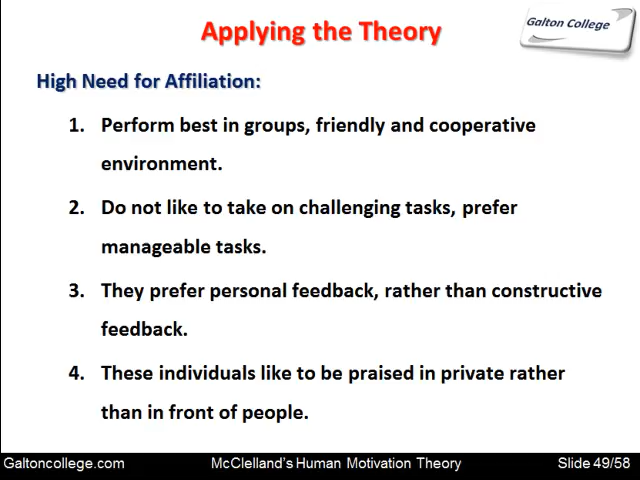 Applying the Theory
Galton College
High Need for Affiliation:
1. Perform best in groups, friendly and cooperative
environment.
2. Do not like to take on challenging tasks, prefer
manageable tasks.
3. They prefer personal feedback, rather than constructive
feedback.
4. These individuals like to be praised in private rather
than in front of people.
Galtoncollege.com McClelland's Human Motivation Theory Slide 49/58